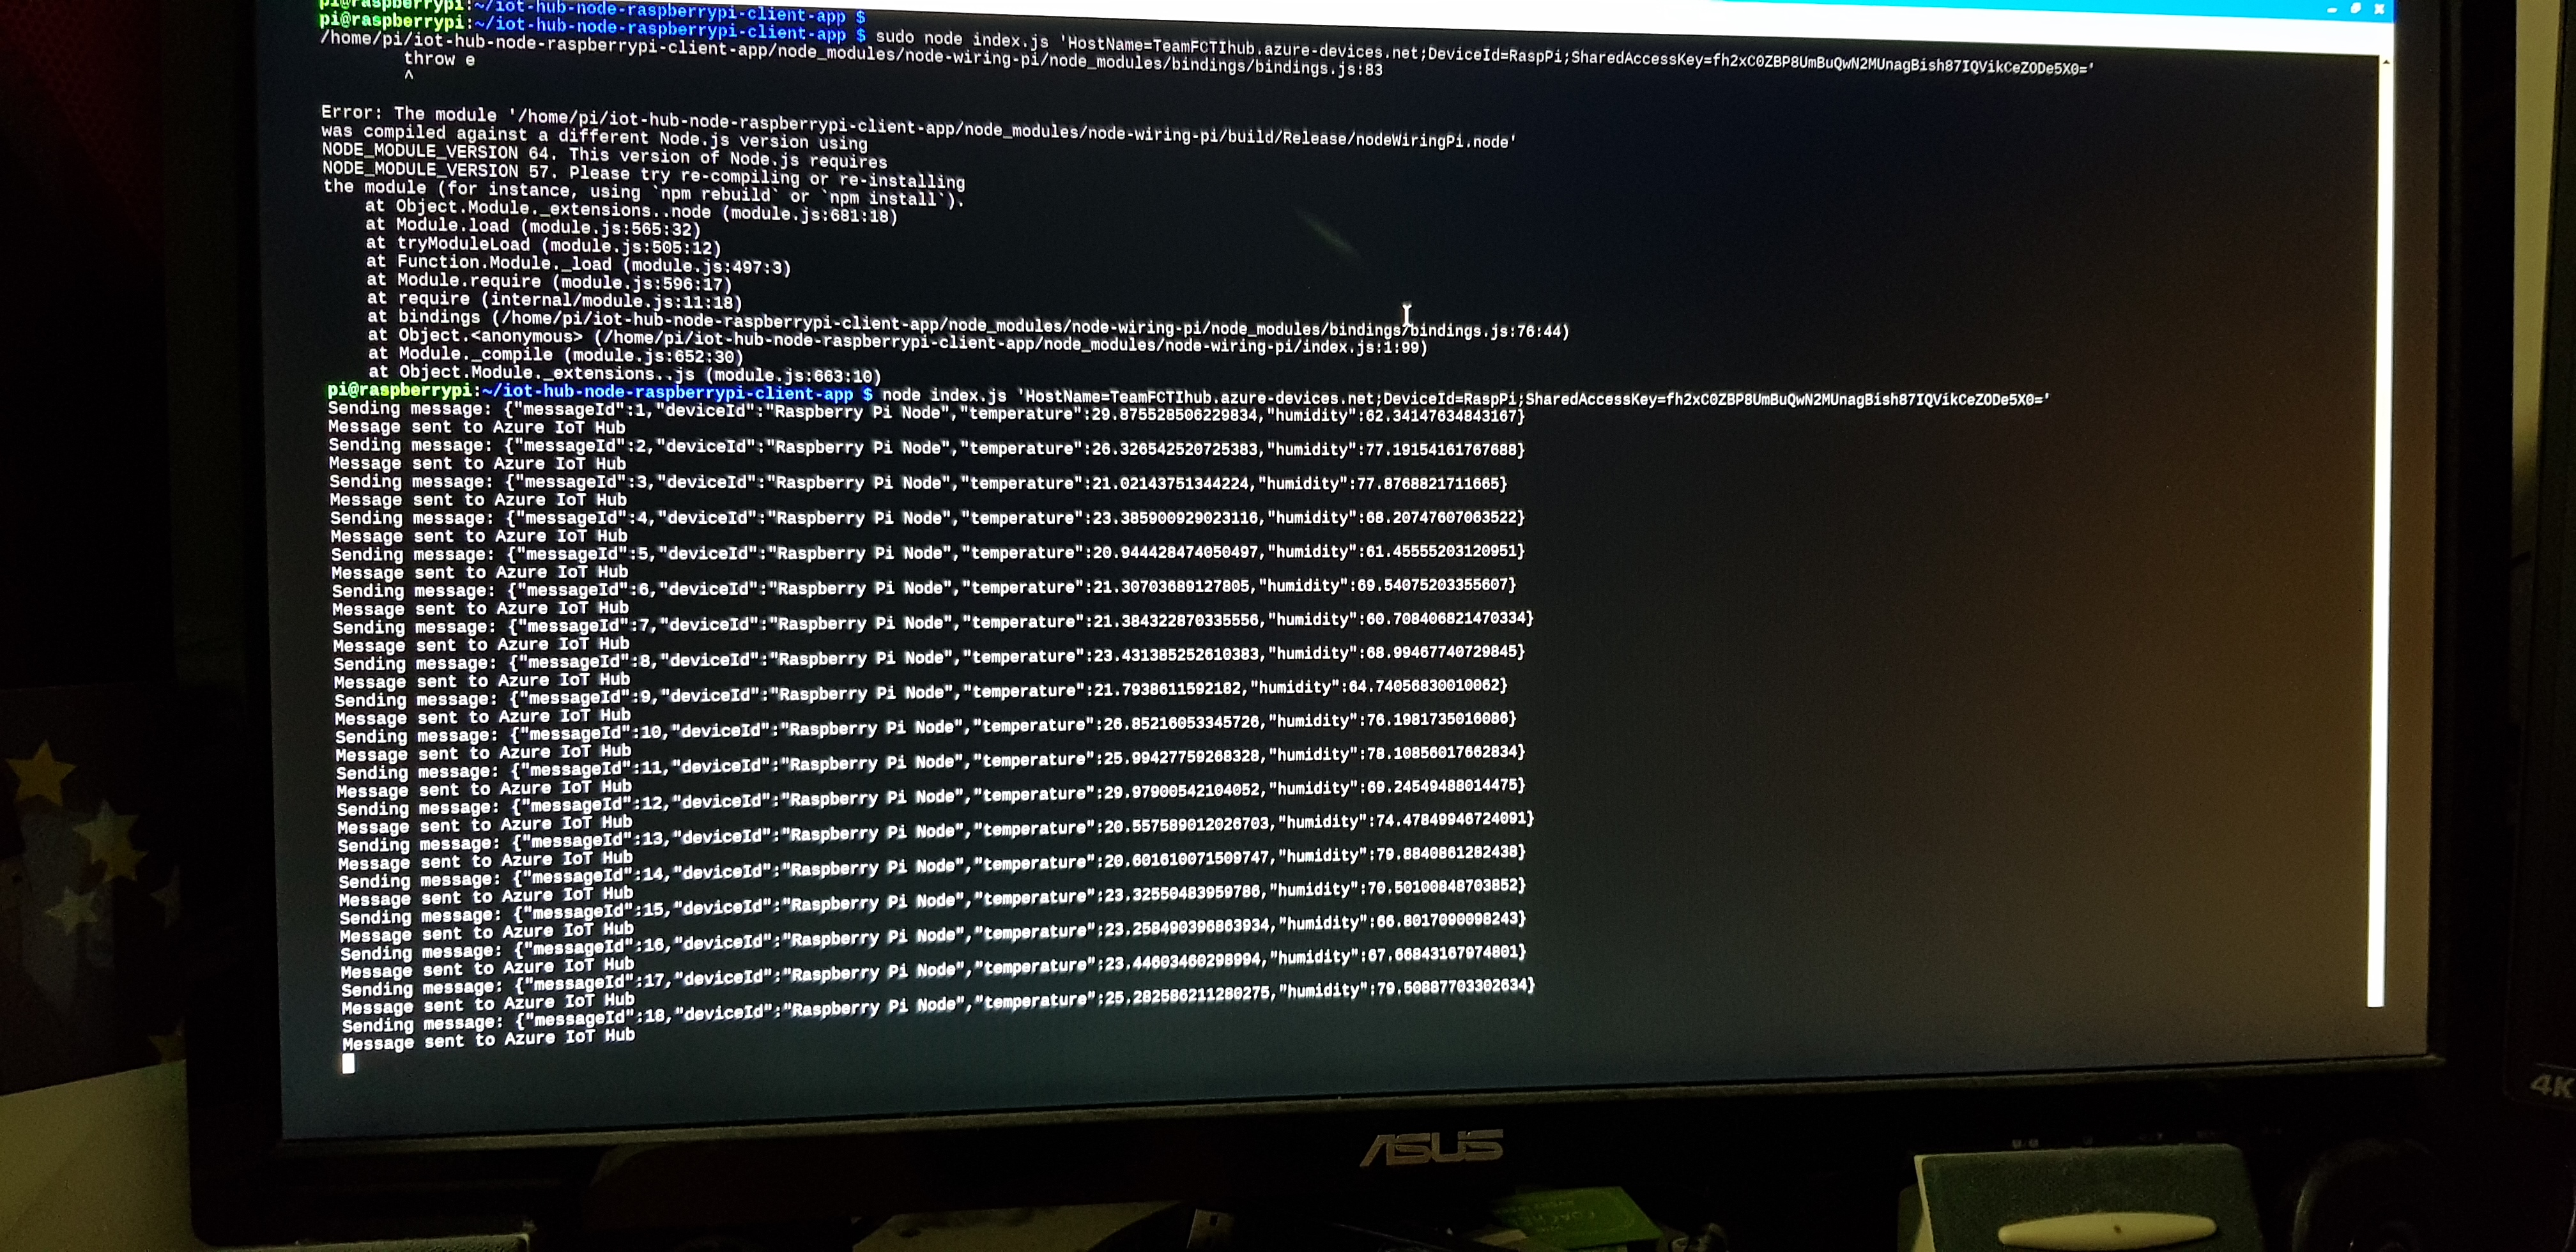 pi@raspberrypi:~/iot-hub-node-raspberrypi-client-app $
pi@raspberrypi:~/iot-hub-node-raspberrypi-client-app $ sudo node index.js 'HostName=TeamFCTIhub.azure-devices.net;DeviceId=RaspPi;SharedAccessKey=fh2xC0ZBP8UmBuQwN2MUnagBish87IQVikCeZODe5X0='
/home/pi/iot-hub-node-raspberrypi-client-app/node_modules/node-wiring-pi/node_modules/bindings/bindings.js:83
throw e
^
Error: The module '/home/pi/iot-hub-node-raspberrypi-client-app/node_modules/node-wiring-pi/build/Release/nodeWiringPi.node'
was compiled against a different Node.js version using
NODE_MODULE_VERSION 64. This version of Node.js requires
NODE_MODULE_VERSION 57. Please try re-compiling or re-installing
the module (for instance, using `npm rebuild` or `npm install`).
at Object.Module._extensions..node (module.js:681:18)
at Module.load (module.js:565:32)
at tryModuleLoad (module.js:505:12)
at Function.Module._load (module.js:497:3)
at Module.require (module.js:596:17)
at require (internal/module.js:11:18)
at bindings (/home/pi/iot-hub-node-raspberrypi-client-app/node_modules/node-wiring-pi/node_modules/bindings/bindings.js:76:44)
at Object.<anonymous> (/home/pi/iot-hub-node-raspberrypi-client-app/node_modules/node-wiring-pi/index.js:1:99)
at Module._compile (module.js:652:30)
at Object.Module._extensions..js (module.js:663:10)
pi@raspberrypi:~/iot-hub-node-raspberrypi-client-app $ node index.js 'HostName=TeamFCTIhub.azure-devices.net;DeviceId=RaspPi;SharedAccessKey=fh2xC0ZBP8UmBuQwN2MUnagBish87IQVikCeZODe5X0='
Sending message: {"messageId":1,"deviceId":"Raspberry Pi Node","temperature":29.875528506229834,"humidity":62.34147634843167}
Message sent to Azure IoT Hub
Sending message: {"messageId":2,"deviceId":"Raspberry Pi Node","temperature":26.326542520725383,"humidity":77.19154161767688}
Message sent to Azure IoT Hub
Sending message: {"messageId":3,"deviceId":"Raspberry Pi Node","temperature":21.02143751344224,"humidity":77.8768821711665}
Message sent to Azure IoT Hub
Sending message: {"messageId":4,"deviceId":"Raspberry Pi Node","temperature":23.385900929023116,"humidity":68.20747607063522}
Message sent to Azure IoT Hub
Sending message: {"messageId":5,"deviceId":"Raspberry Pi Node","temperature":20.944428474050497,"humidity":61.45555203120951}
Message sent to Azure IoT Hub
Sending message: {"messageId":6,"deviceId":"Raspberry Pi Node","temperature":21.30703689127805,"humidity":69.54075203355607}
Message sent to Azure IoT Hub
Sending message: {"messageId":7,"deviceId":"Raspberry Pi Node","temperature":21.384322870335556,"humidity":60.708406821470334}
Message sent to Azure IoT Hub
Sending message: {"messageId":8,"deviceId":"Raspberry Pi Node","temperature":23.431385252610383,"humidity":68.99467740729845}
Message sent to Azure IoT Hub
Sending message: {"messageId":9,"deviceId":"Raspberry Pi Node","temperature":21.7938611592182,"humidity":64.74056830010062}
Message sent to Azure IoT Hub
Sending message: {"messageId":10,"deviceId":"Raspberry Pi Node","temperature":26.85216053345726,"humidity":76.1981735016086}
Message sent to Azure IoT Hub
Sending message: {"messageId":11,"deviceId":"Raspberry Pi Node","temperature":25.99427759268328,"humidity":78.10856017662834}
Message sent to Azure IoT Hub
Sending message: {"messageId":12,"deviceId":"Raspberry Pi Node","temperature":29.97900542104052,"humidity":69.24549488014475}
Message sent to Azure IoT Hub
Sending message: {"messageId":13,"deviceId":"Raspberry Pi Node","temperature":20.557589012026703,"humidity":74.47849946724091}
Message sent to Azure IoT Hub
Sending message: {"messageId":14,"deviceId":"Raspberry Pi Node","temperature":20.601610071509747,"humidity":79.8840861282438}
Message sent to Azure IoT Hub
Sending message: {"messageId":15,"deviceId":"Raspberry Pi Node","temperature":23.32550483959786,"humidity":70.50100848703852}
Message sent to Azure IoT Hub
Sending message: {"messageId":16,"deviceId":"Raspberry Pi Node","temperature":23.258490396863934,"humidity":66.8017090098243}
Message sent to Azure IoT Hub
Sending message: {"messageId":17,"deviceId":"Raspberry Pi Node","temperature":23.44603460298994,"humidity":67.66843167974801}
Message sent to Azure IoT Hub
Sending message: {"messageId":18,"deviceId":"Raspberry Pi Node","temperature":25.282586211280275,"humidity":79.50887703302634}
Message sent to Azure IoT Hub
4K
ASUS